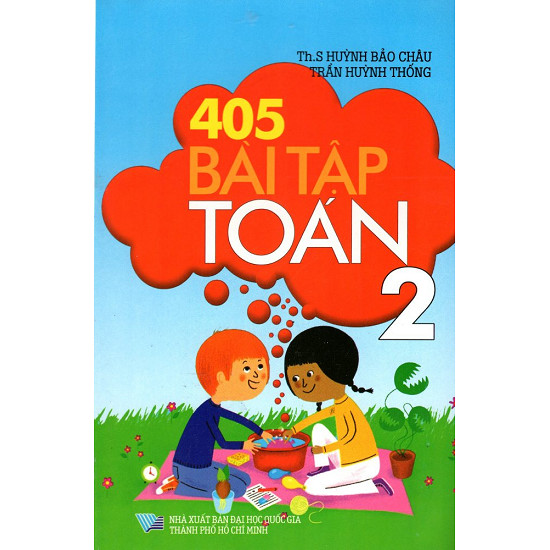 Th.S HUỲNH BẢO CHÂU
TRẦN HUỲNH THỐNG
405
BÀI TẬP
TOÁN
2
NHÀ XUẤT BẢN ĐẠI HỌC QUỐC GIA
THÀNH PHỐ HỒ CHÍ MINH